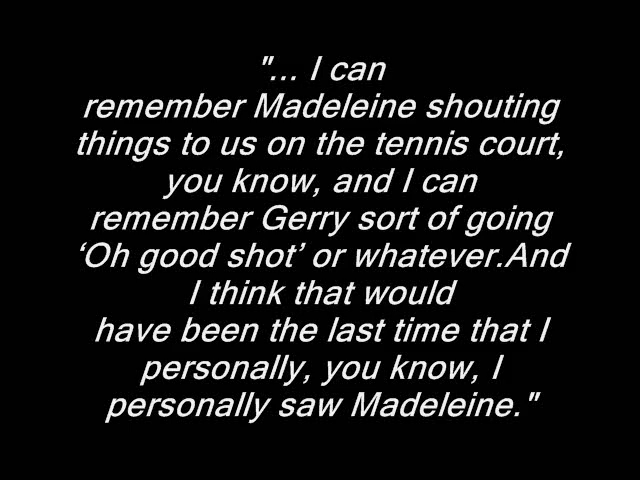 "... I can
remember Madeleine shouting
things to us on the tennis court,
you know, and I can
remember Gerry sort of going
‘Oh good shot’ or whatever.And
I think that would
have been the last time that I
personally, you know, I
personally saw Madeleine."